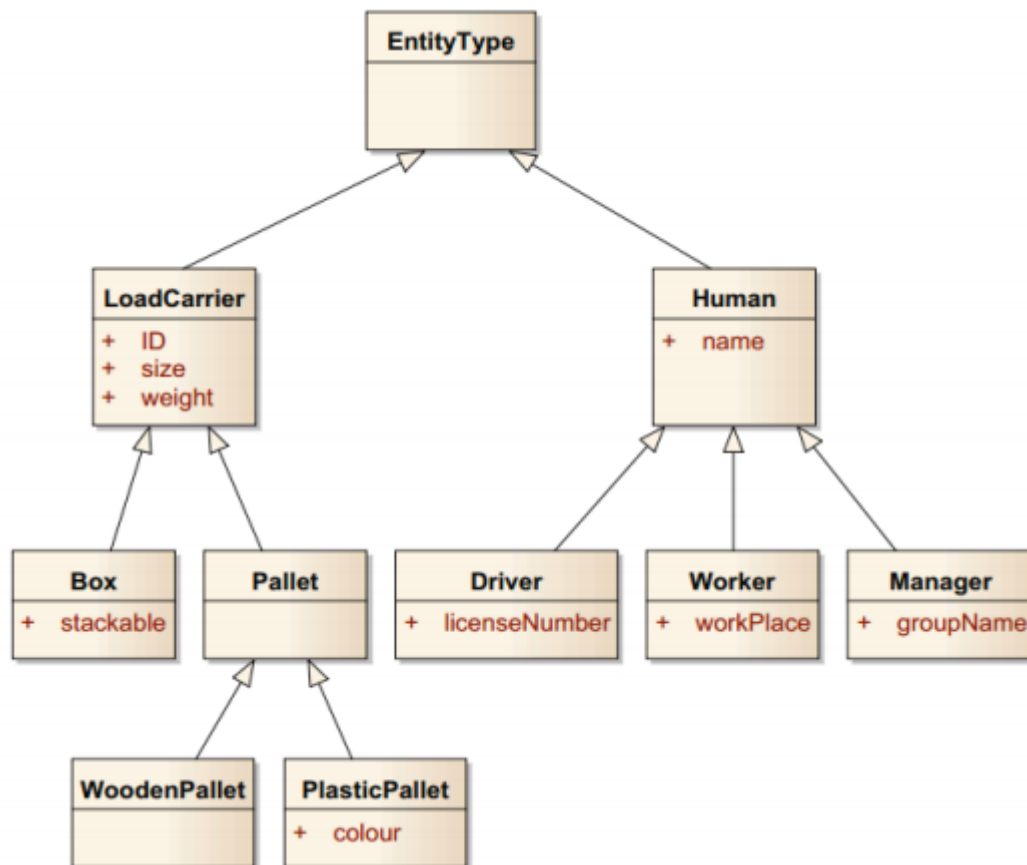 EntityType
LoadCarrier
+ ID
+ size
+ weight
Human
+ name
Box
+ stackable
Pallet
Driver
+ licenseNumber
Worker
+ workPlace
Manager
+ groupName
WoodenPallet
PlasticPallet
+ colour